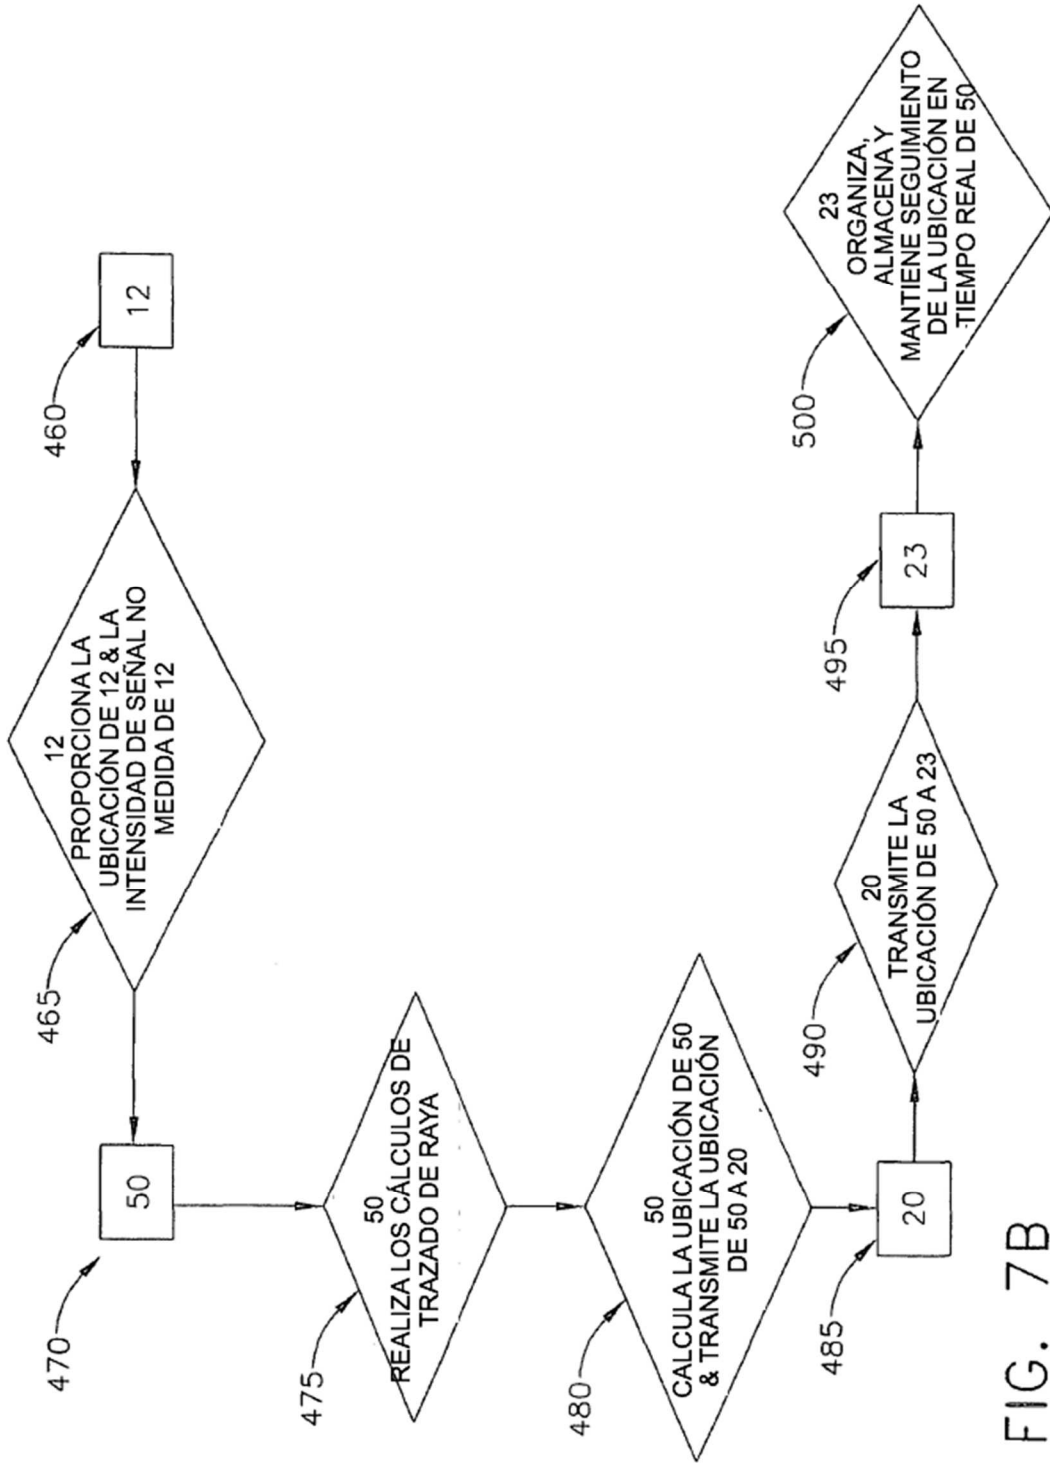 460
12
465
12
PROPORCIONA LA
UBICACIÓN DE 12 & LA
INTENSIDAD DE SEÑAL NO
MEDIDA DE 12
470
50
475
50
REALIZA LOS CÁLCULOS DE
TRAZADO DE RAYA
480
50
CALCULA LA UBICACIÓN DE 50
& TRANSMITE LA UBICACIÓN
DE 50 A 20
485
20
490
20
TRANSMITE LA
UBICACIÓN DE 50 A 23
495
23
500
23
ORGANIZA,
ALMACENA Y
MANTIENE SEGUIMIENTO
DE LA UBICACIÓN EN
TIEMPO REAL DE 50
FIG. 7B